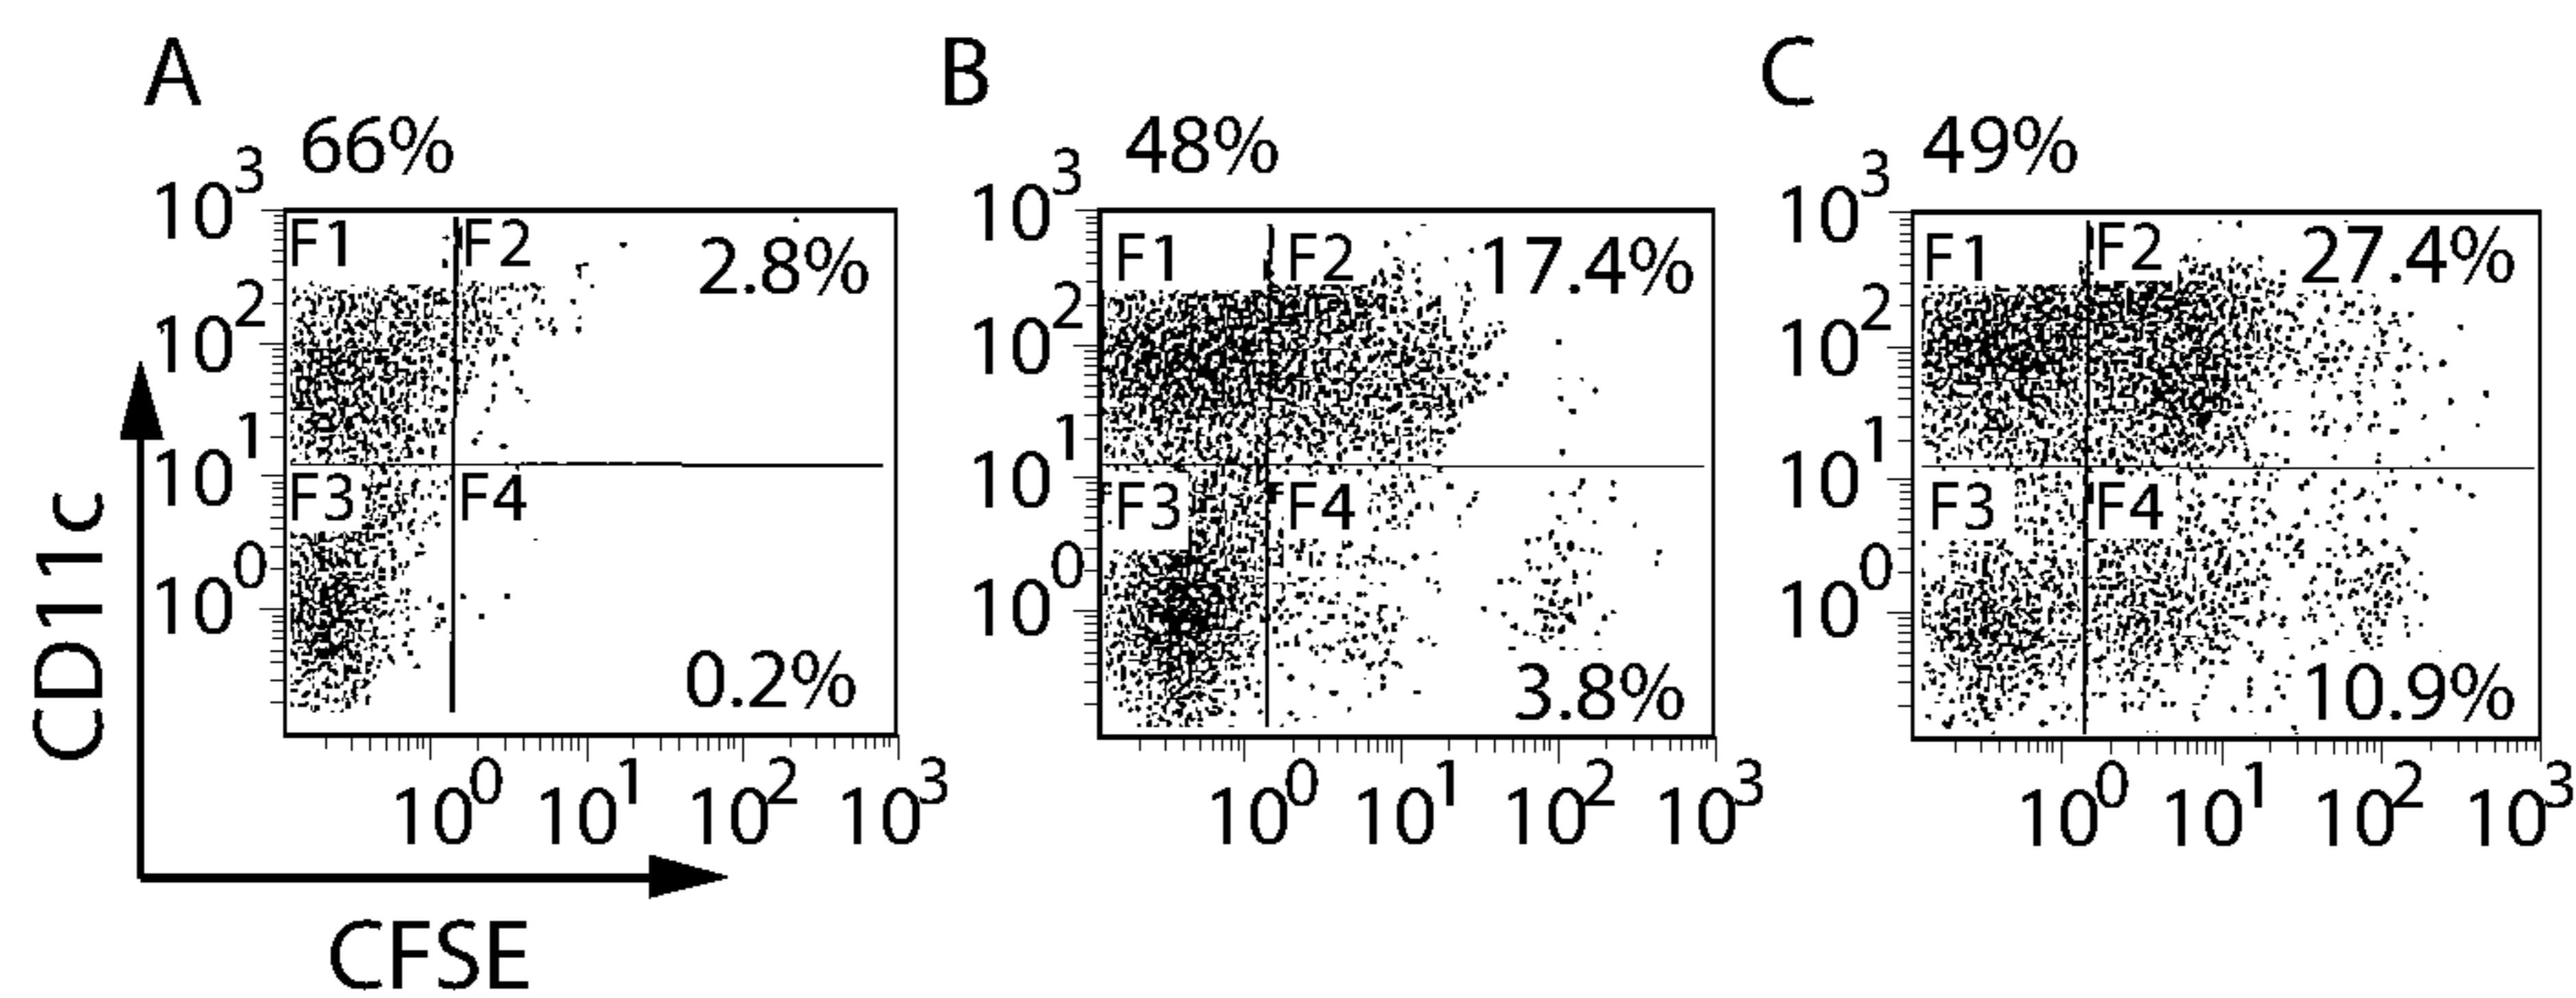 A
B
C
66%
48%
49%
10³
10³
10³
F1
F2
2.8%
F1
F2
17.4%
F1
F2
27.4%
10²
10²
10²
10¹
10¹
10¹
F3
F4
F3
F4
F3
F4
10⁰
10⁰
10⁰
0.2%
3.8%
10.9%
CD11c
10⁰ 10¹ 10² 10³
10⁰ 10¹ 10² 10³
10⁰ 10¹ 10² 10³
CFSE